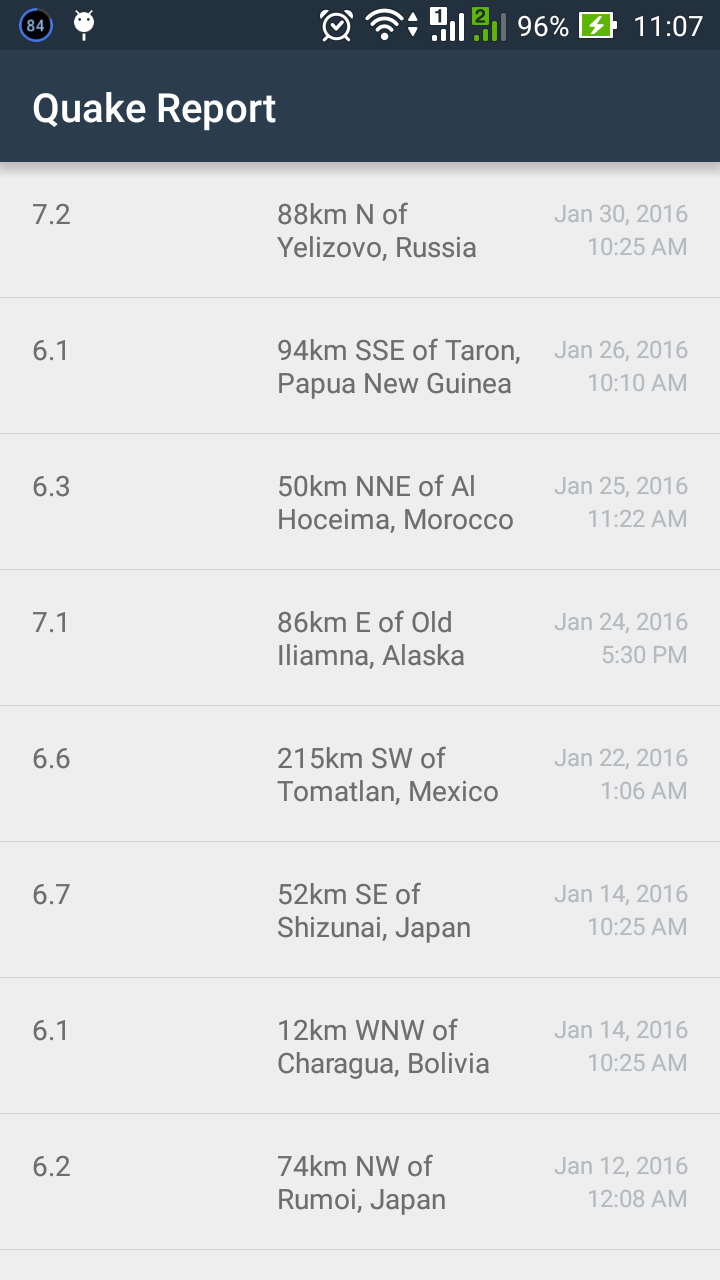 84 1 2 96% 11:07
Quake Report
7.2 88km N of Jan 30, 2016
Yelizovo, Russia 10:25 AM
6.1 94km SSE of Taron, Jan 26, 2016
Papua New Guinea 10:10 AM
6.3 50km NNE of Al Jan 25, 2016
Hoceima, Morocco 11:22 AM
7.1 86km E of Old Jan 24, 2016
Iliamna, Alaska 5:30 PM
6.6 215km SW of Jan 22, 2016
Tomatlan, Mexico 1:06 AM
6.7 52km SE of Jan 14, 2016
Shizunai, Japan 10:25 AM
6.1 12km WNW of Jan 14, 2016
Charagua, Bolivia 10:25 AM
6.2 74km NW of Jan 12, 2016
Rumoi, Japan 12:08 AM